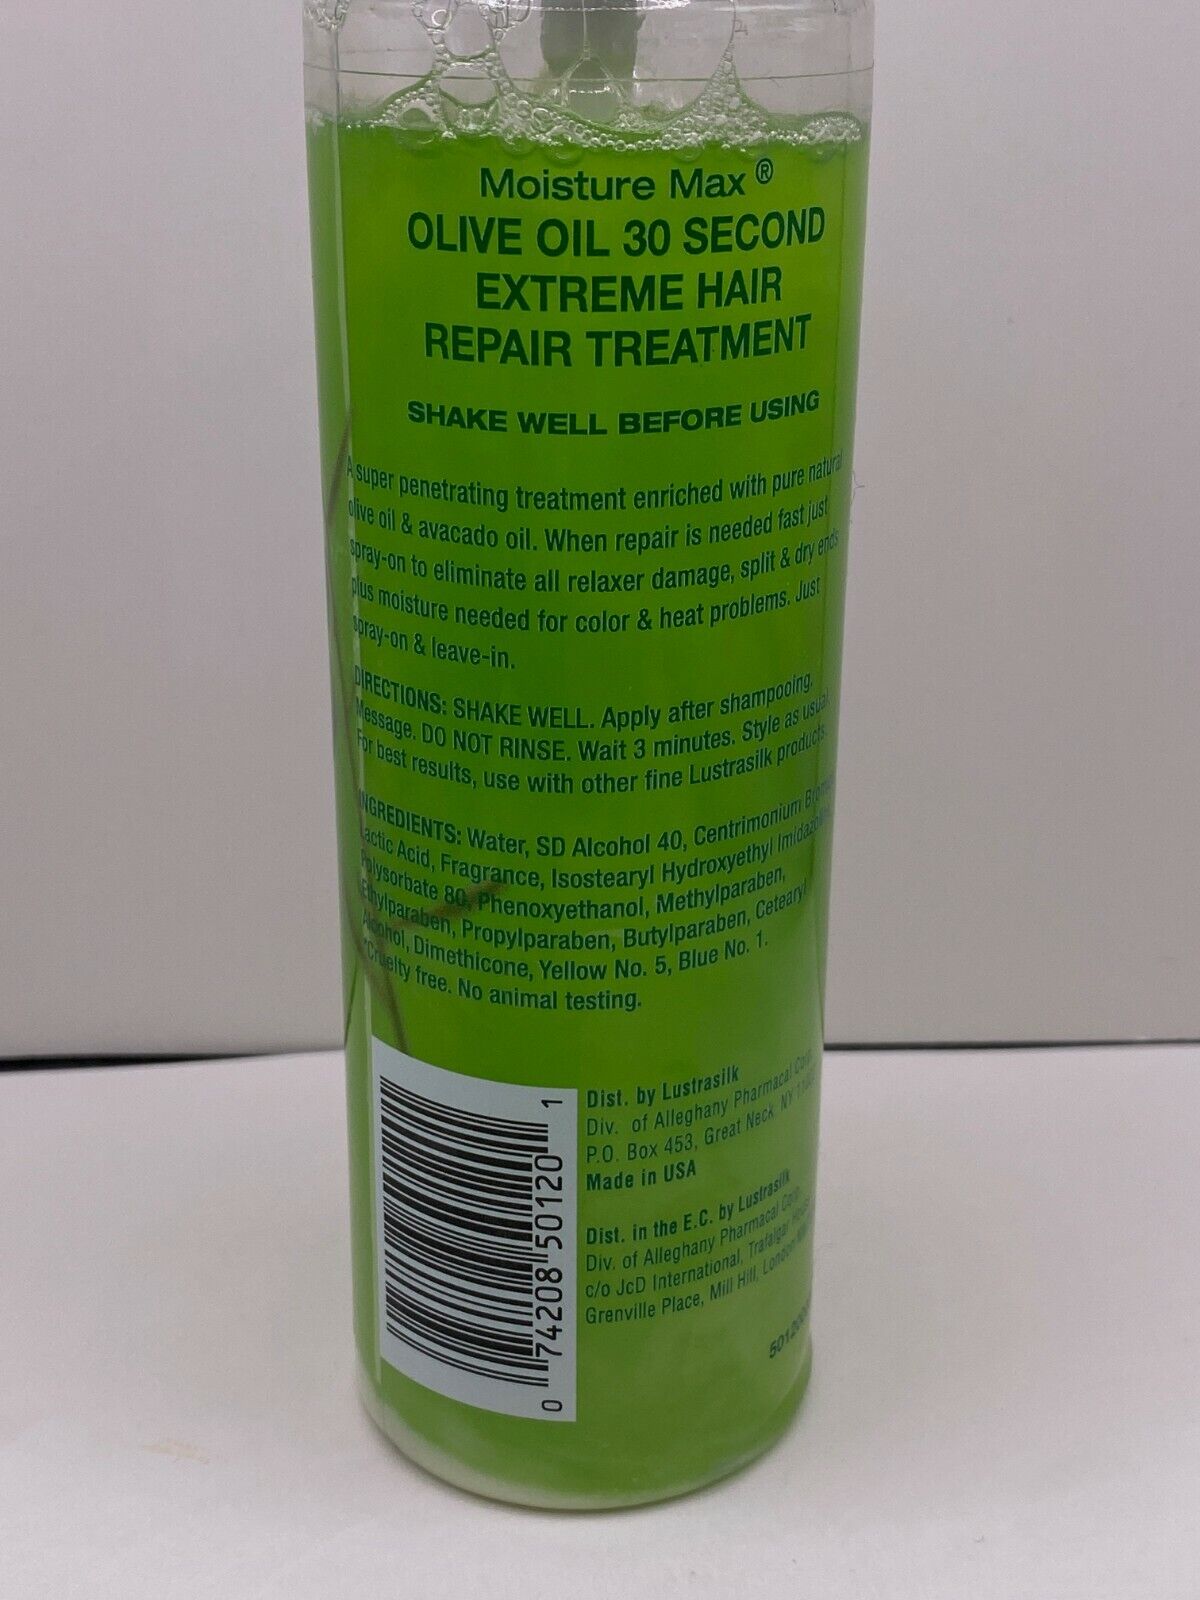 Moisture Max ®
OLIVE OIL 30 SECOND
EXTREME HAIR
REPAIR TREATMENT
SHAKE WELL BEFORE USING
A super penetrating treatment enriched with pure natural
olive oil & avacado oil. When repair is needed fast just
spray-on to eliminate all relaxer damage, split & dry ends
plus moisture needed for color & heat problems. Just
spray-on & leave-in.
DIRECTIONS: SHAKE WELL. Apply after shampooing.
Message. DO NOT RINSE. Wait 3 minutes. Style as usual.
For best results, use with other fine Lustrasilk products.
INGREDIENTS: Water, SD Alcohol 40, Centrimonium
Lactic Acid, Fragrance, Isostearyl Hydroxyethyl
Polysorbate 80, Phenoxyethanol, Methylparaben,
Ethylparaben, Propylparaben, Butylparaben, Cetearyl
Alcohol, Dimethicone, Yellow No. 5, Blue No. 1.
*Cruelty free. No animal testing.
Dist. by Lustrasilk
Div. of Alleghany Pharmacal Corp.
P.O. Box 453, Great Neck, NY
Made in USA
Dist. in the E.C. by Lustrasilk
Div. of Alleghany Pharmacal Corp.
c/o JcD International, Trafalgar House
Grenville Place, Mill Hill, London
0 74208 50120 1